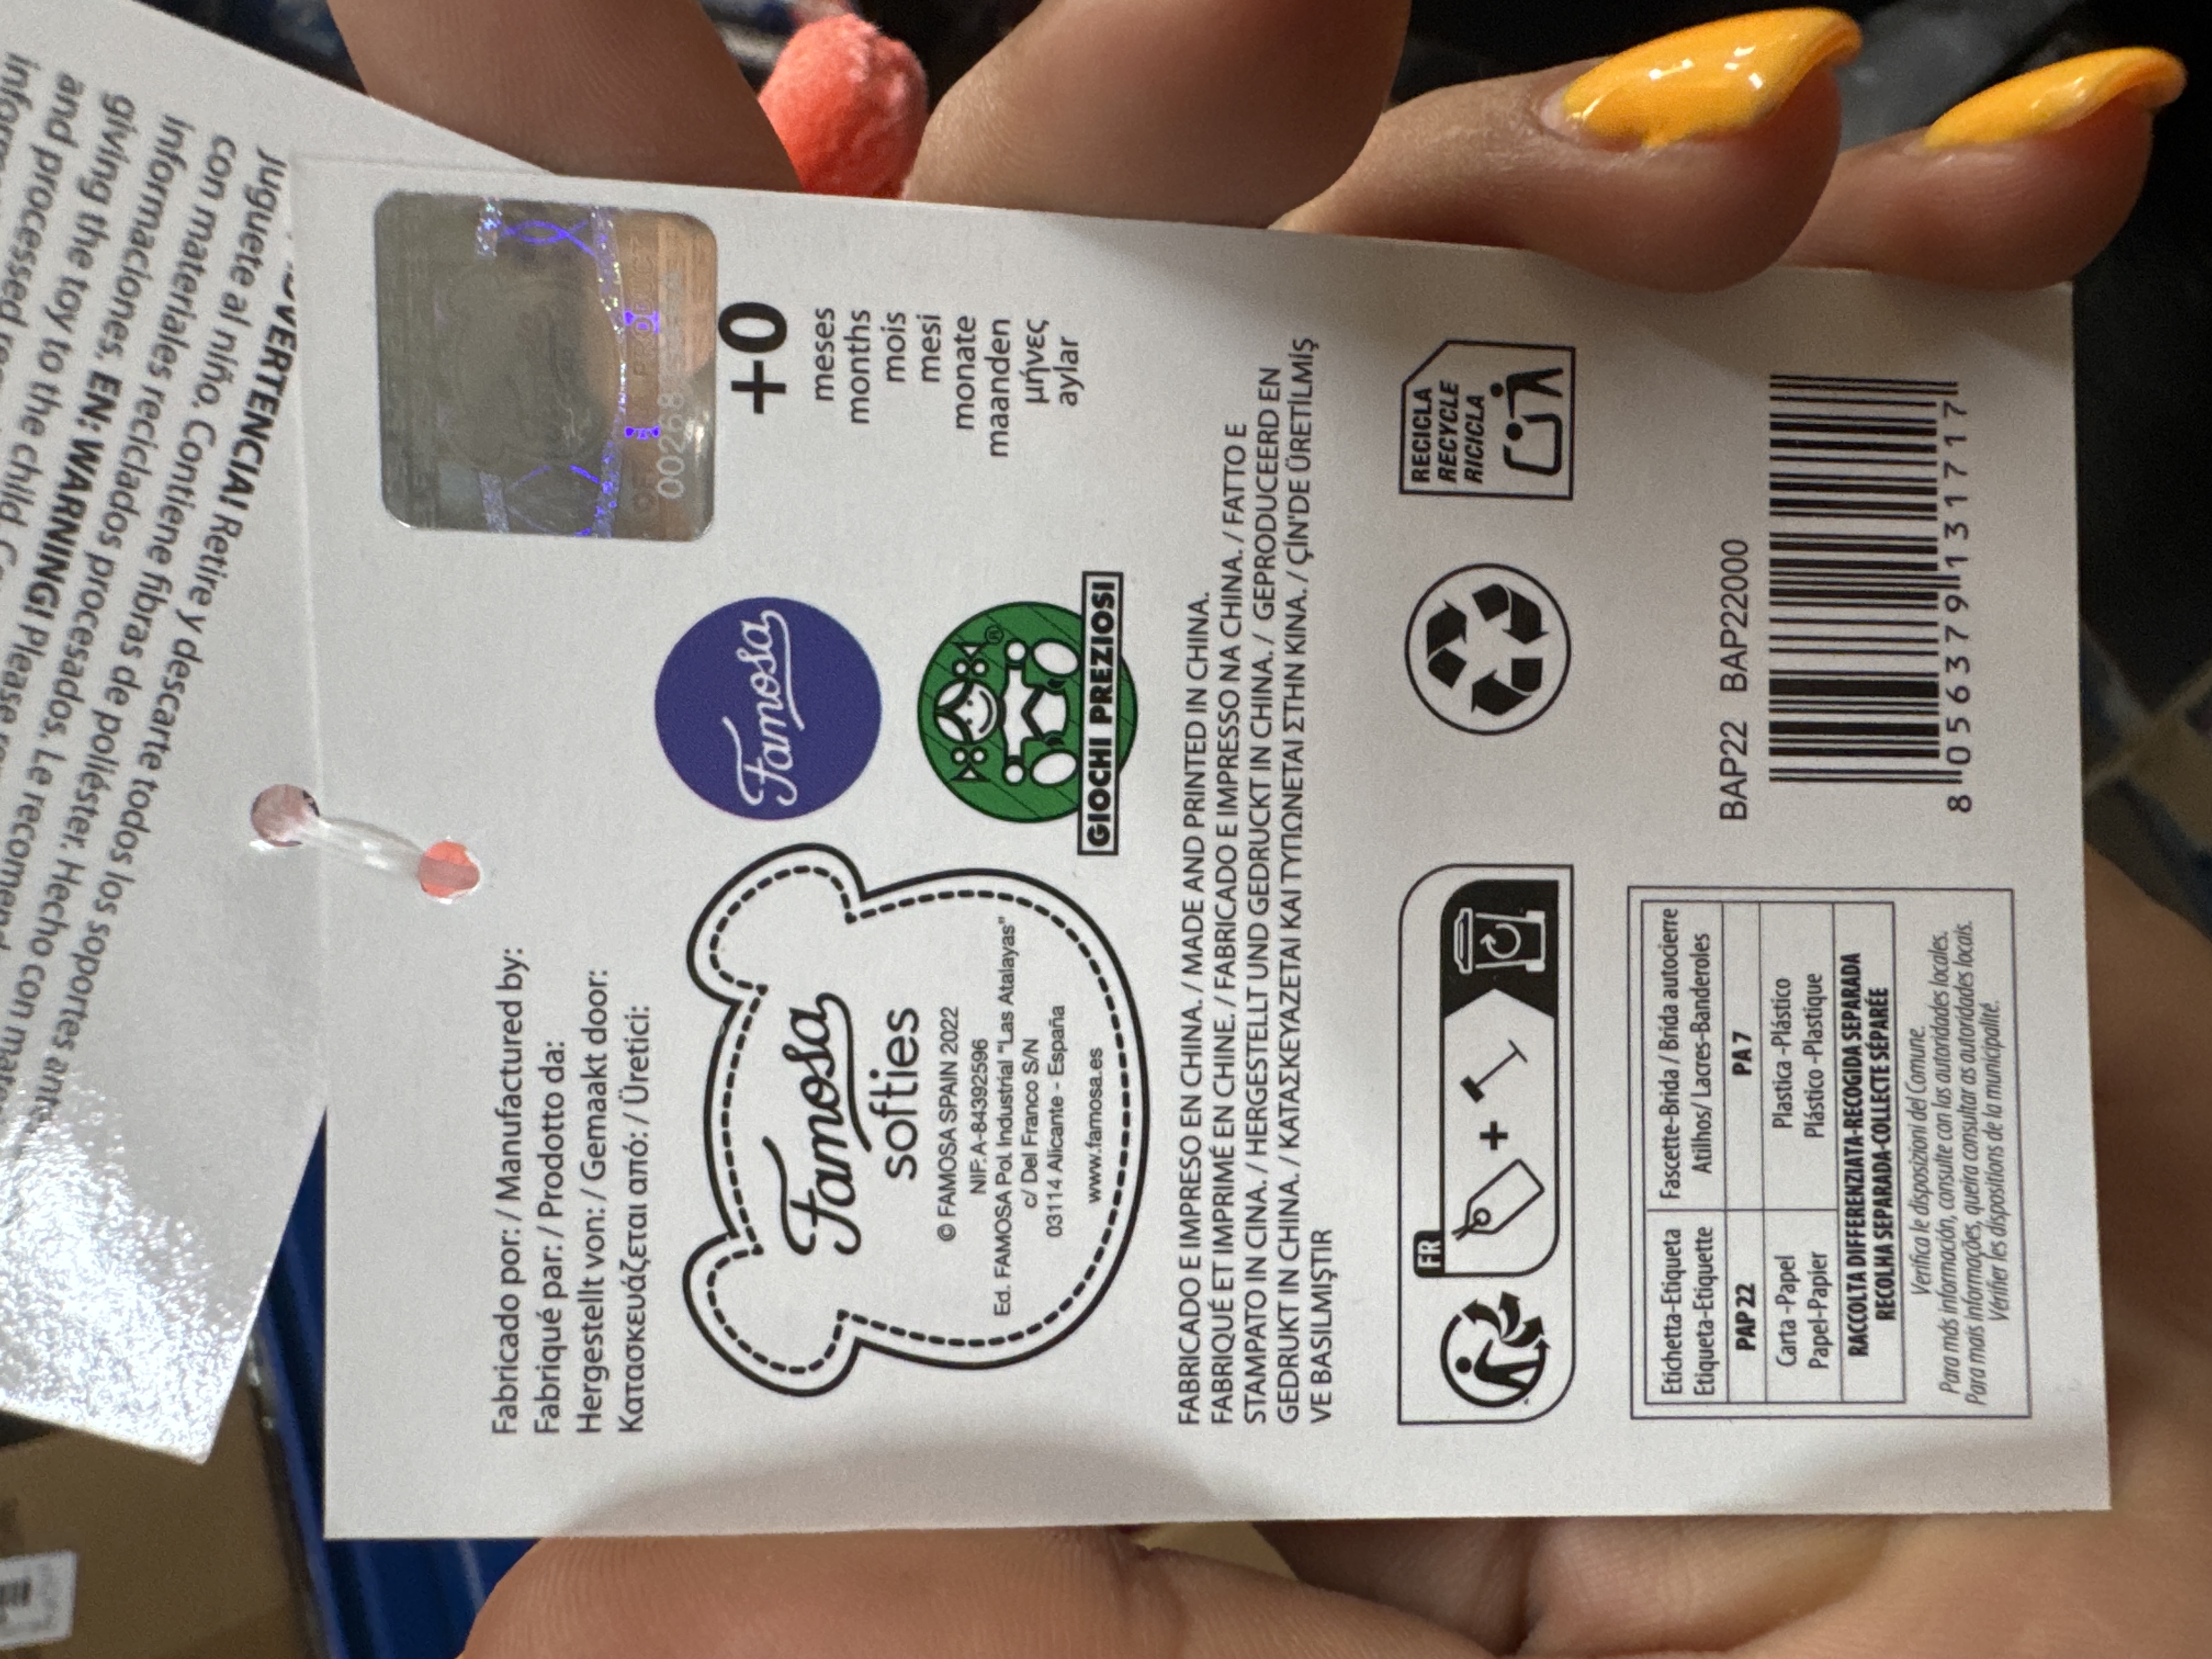 ¡ADVERTENCIA! Retire y descarte todos los soportes
Juguete al niño. Contiene fibras de poliéster. Hecho con
con materiales reciclados procesados. Le
informaciones. EN: WARNING! Please
giving the toy to the child.
and processed
Fabricado por: / Manufactured by:
Fabriqué par: / Prodotto da:
Hergestellt von: / Gemaakt door:
Κατασκευάζεται από: / Üretici:
Famosa
softies
© FAMOSA SPAIN 2022
NIF: A-84392596
Ed. FAMOSA Pol. Industrial "Las Atalayas"
c/ Del Franco S/N
03114 Alicante - España
www.famosa.es
Famosa
®
GIOCHI PREZIOSI
+0
meses
months
mois
mesi
monate
maanden
μήνες
aylar
FABRICADO E IMPRESO EN CHINA. / MADE AND PRINTED IN CHINA.
FABRIQUÉ ET IMPRIMÉ EN CHINE. / FABRICADO E IMPRESSO NA CHINA. / FATTO E
STAMPATO IN CINA. / HERGESTELLT UND GEDRUCKT IN CHINA. / GEPRODUCEERD EN
GEDRUKT IN CHINA. / ΚΑΤΑΣΚΕΥΑΖΕΤΑΙ ΚΑΙ ΤΥΠΩΝΕΤΑΙ ΣΤΗΝ ΚΙΝΑ. / ÇİN'DE ÜRETİLMİŞ
VE BASILMIŞTIR
FR
+
RECICLA
RECYCLE
RICICLA
Etichetta-Etiqueta
Etiqueta-Etiquette
Fascette-Brida / Brida autocierre
Atilhos/ Lacres-Banderoles
PAP 22
PA 7
Carta -Papel
Papel-Papier
Plastica -Plástico
Plástico -Plastique
RACCOLTA DIFFERENZIATA-RECOGIDA SEPARADA
RECOLHA SEPARADA-COLLECTE SÉPARÉE
Verifica le disposizioni del Comune.
Para más información, consulte con las autoridades locales.
Para mais informações, queira consultar as autoridades locais.
Vérifier les dispositions de la municipalité.
BAP22 BAP22000
8 056379 131717